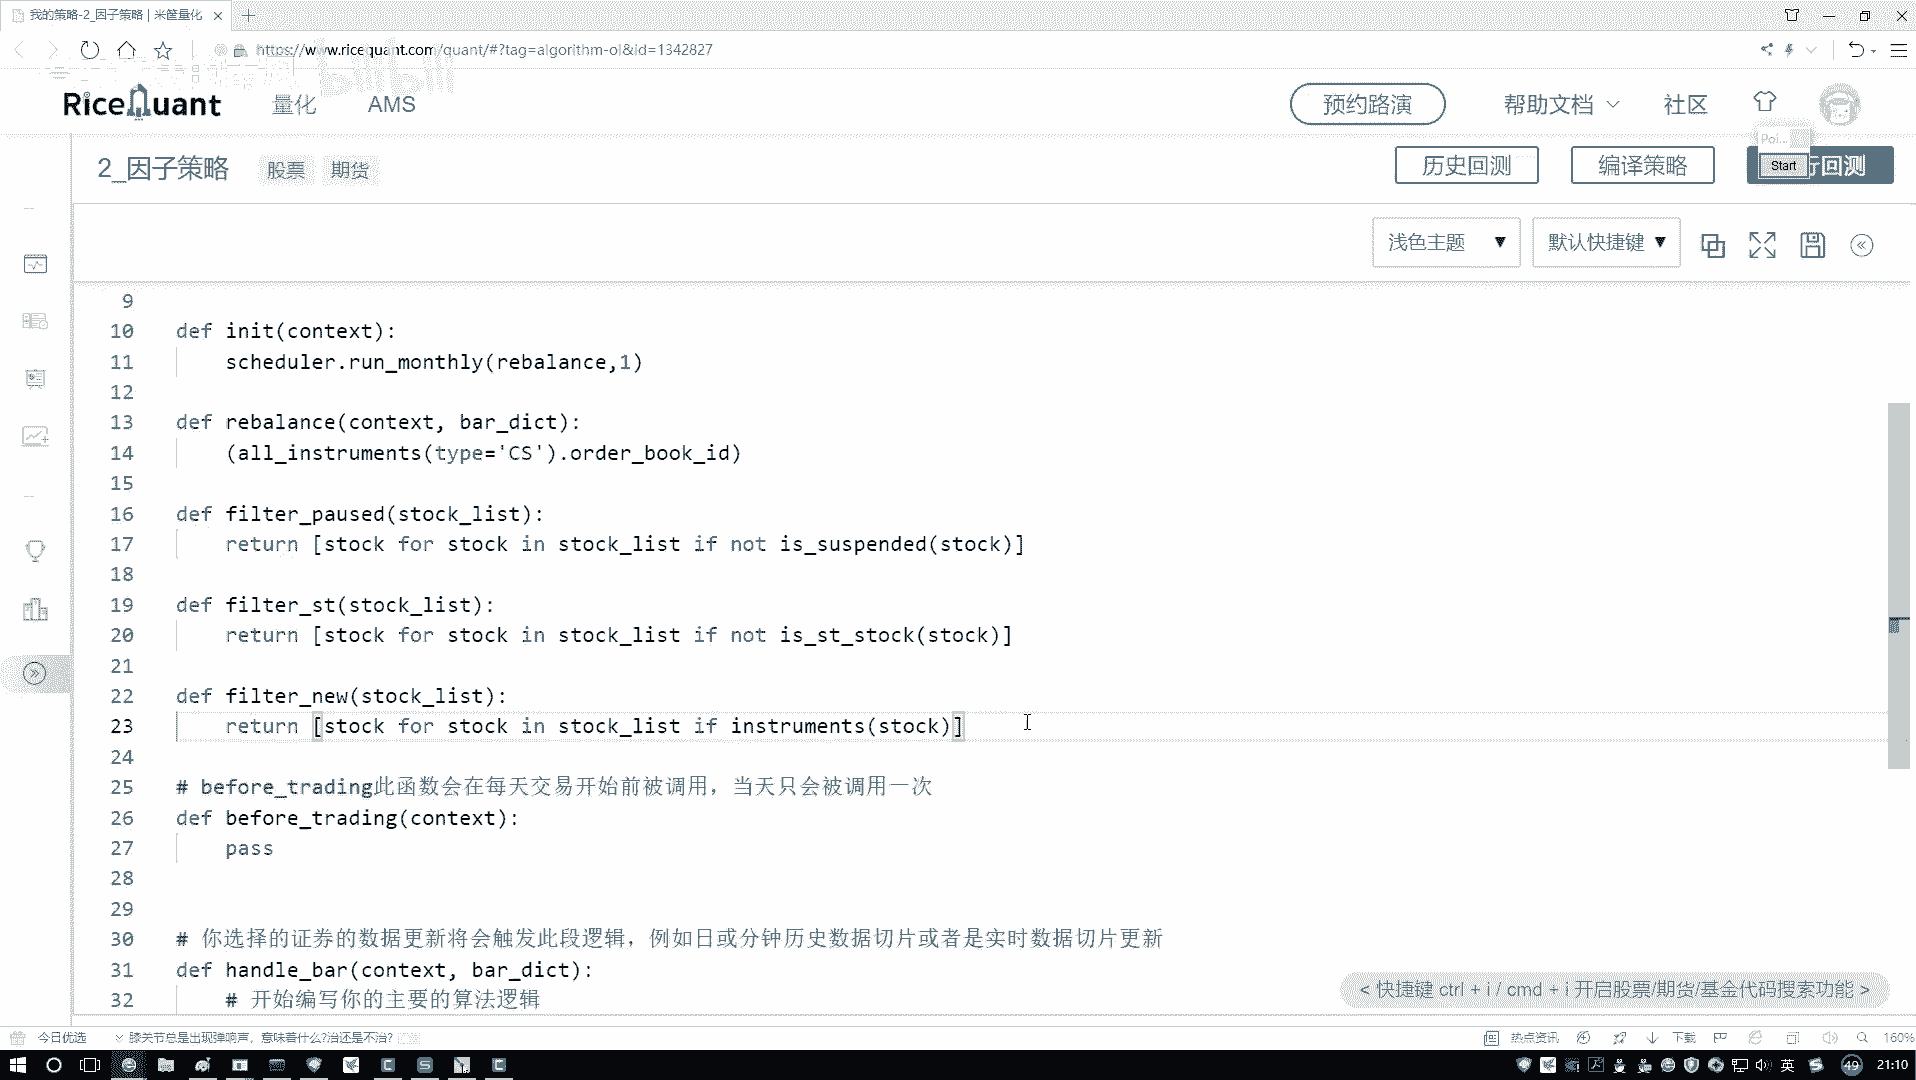 我的策略-2_因子策略 | 米筐量化
https://www.ricequant.com/quant/#?tag=algorithm-ol&id=1342827
RiceQuant 量化 AMS 预约路演 帮助文档 社区
Poi...
2_因子策略 股票 期货 历史回测 编译策略 Start 行回测
浅色主题 ▼ 默认快捷键 ▼
9
10 def init(context):
11 scheduler.run_monthly(rebalance,1)
12
13 def rebalance(context, bar_dict):
14 (all_instruments(type='CS').order_book_id)
15
16 def filter_paused(stock_list):
17 return [stock for stock in stock_list if not is_suspended(stock)]
18
19 def filter_st(stock_list):
20 return [stock for stock in stock_list if not is_st_stock(stock)]
21
22 def filter_new(stock_list):
23 return [stock for stock in stock_list if instruments(stock)]
24
25 # before_trading此函数会在每天交易开始前被调用，当天只会被调用一次
26 def before_trading(context):
27 pass
28
29
30 # 你选择的证券的数据更新将会触发此段逻辑，例如日或分钟历史数据切片或者是实时数据切片更新
31 def handle_bar(context, bar_dict):
32 # 开始编写你的主要的算法逻辑
< 快捷键 ctrl + i / cmd + i 开启股票/期货/基金代码搜索功能 >
今日优选 膝关节总是出现弹响声，意味着什么?治还是不治? 热点资讯 下载 160%
英 49 21:10